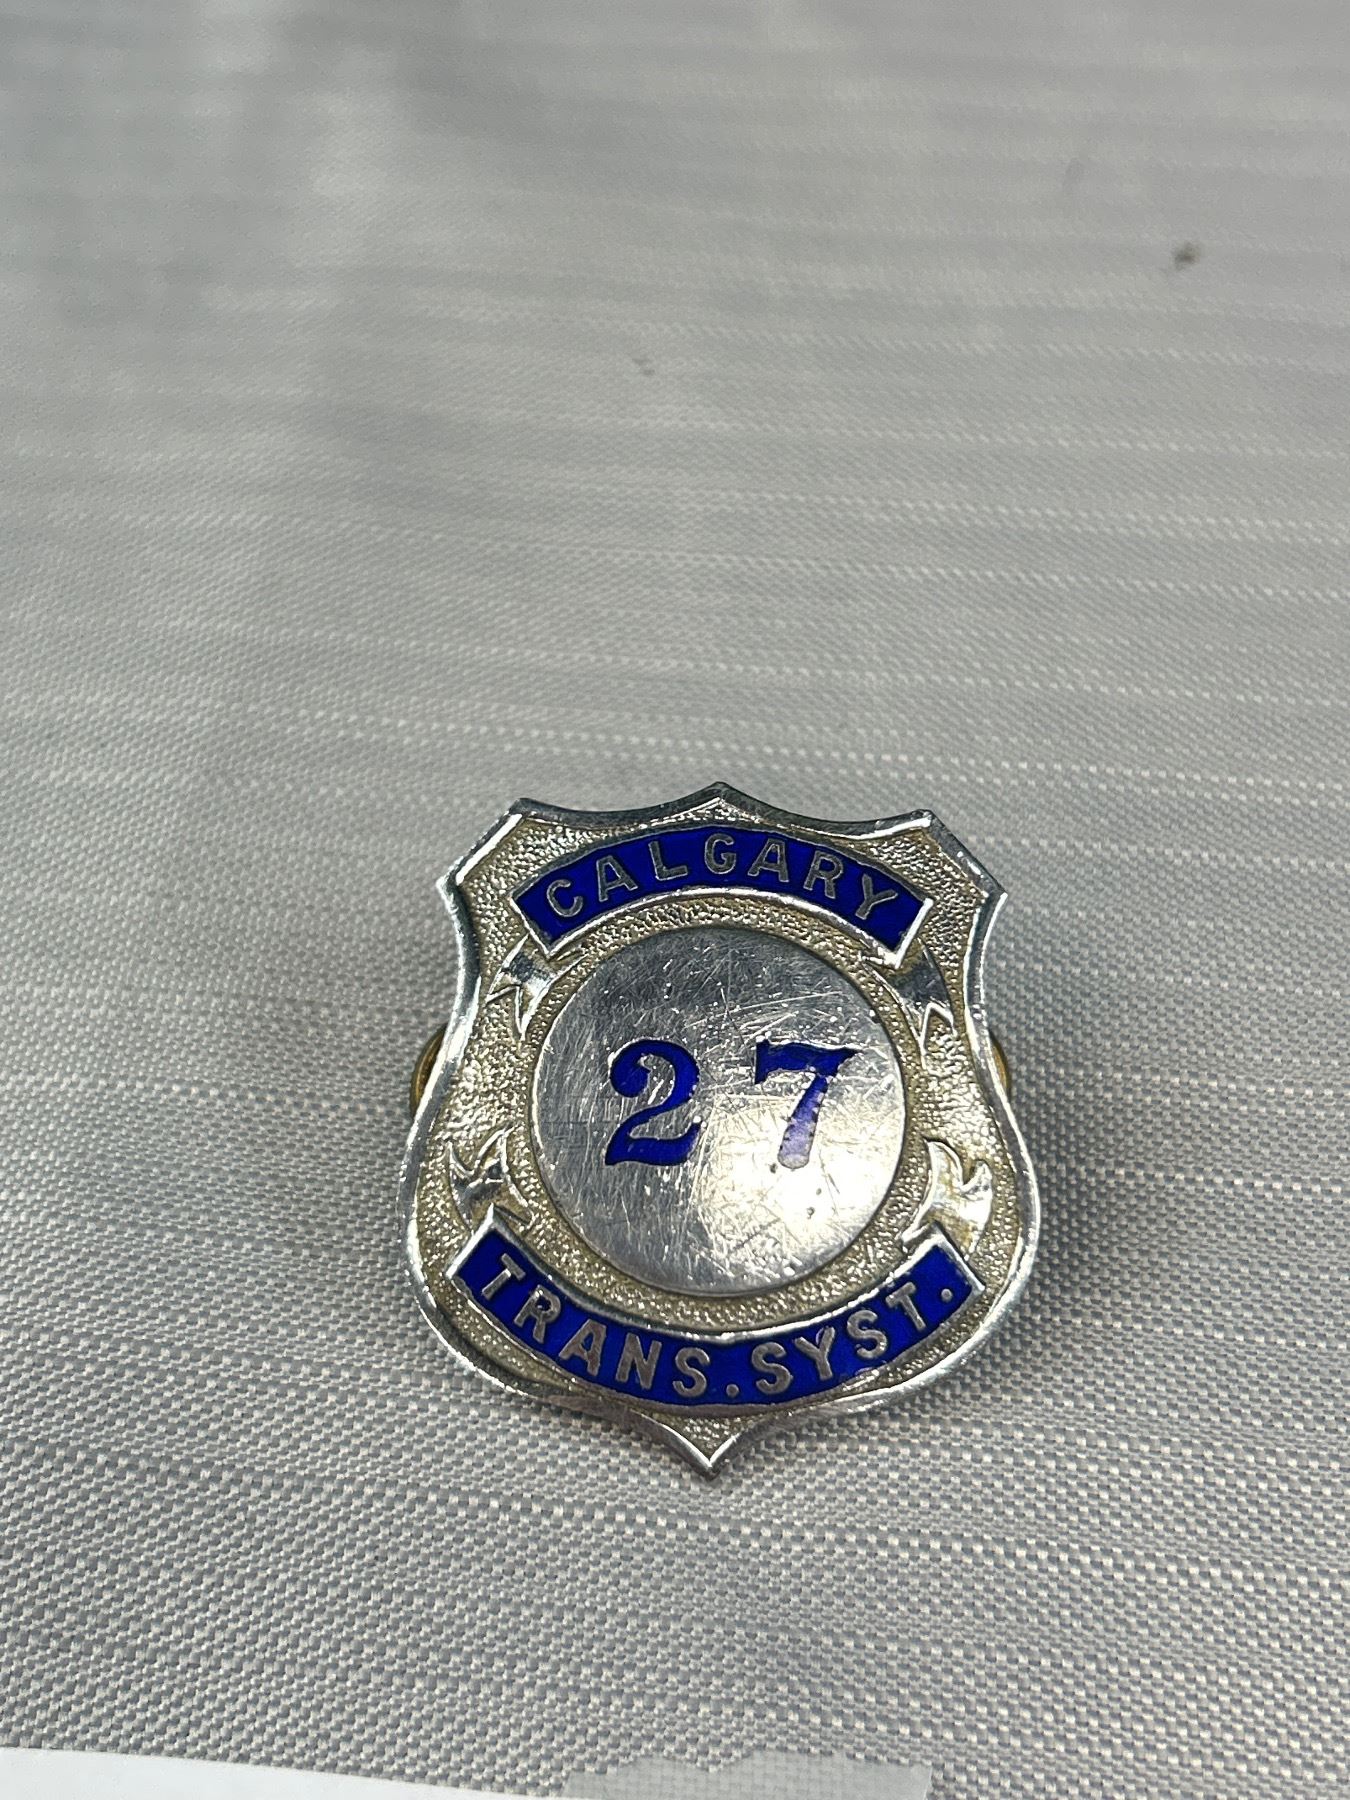 CALGARY
27
TRANS. SYST.